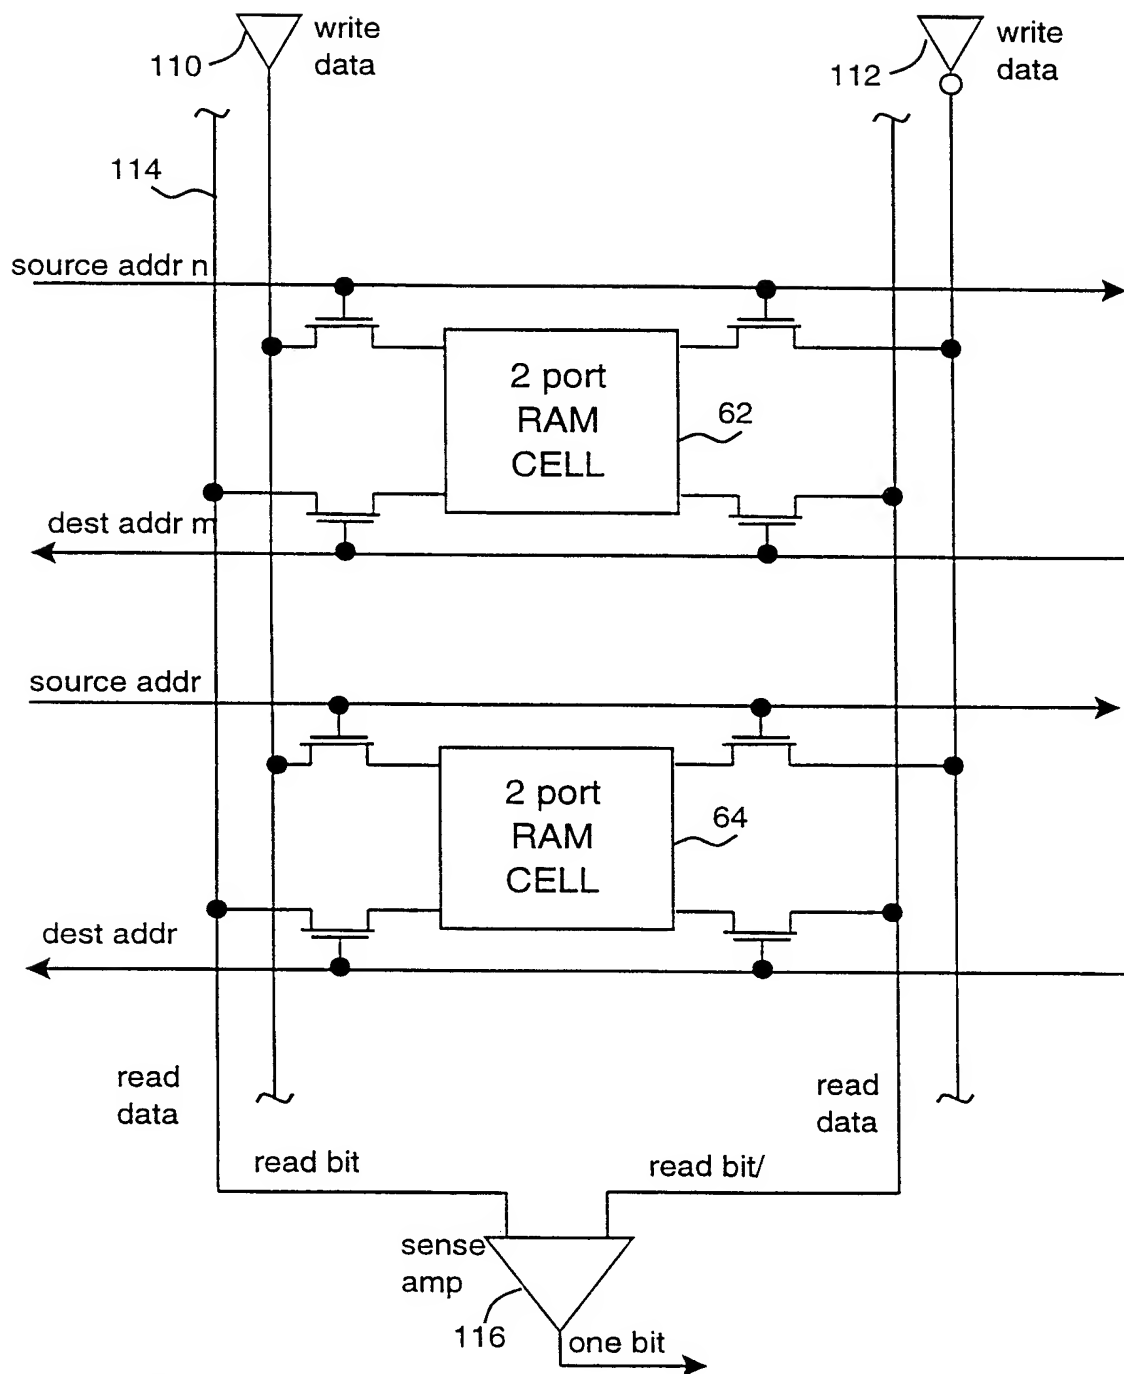 write
data
110
write
data
112
114
source addr n
2 port
RAM
CELL
62
dest addr m
source addr
2 port
RAM
CELL
64
dest addr
read
data
read
data
read bit
read bit/
sense
amp
116
one bit